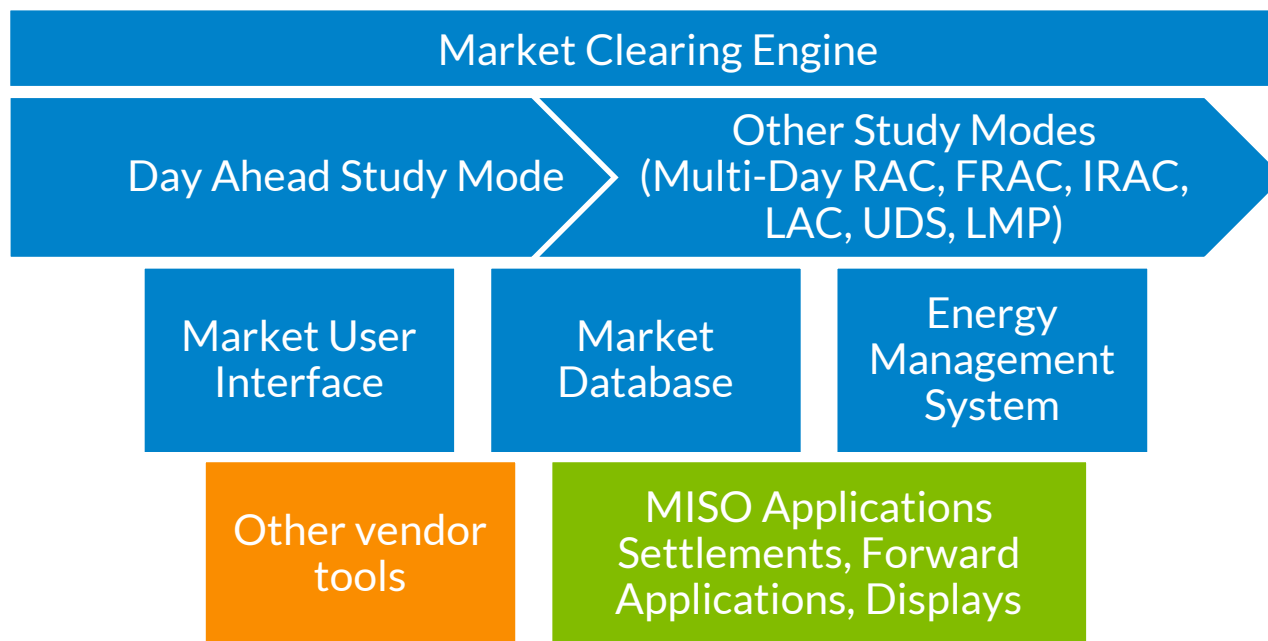 Market Clearing Engine
Day Ahead Study Mode
Other Study Modes
(Multi-Day RAC, FRAC, IRAC,
LAC, UDS, LMP)
Market User
Interface
Market
Database
Energy
Management
System
Other vendor
tools
MISO Applications
Settlements, Forward
Applications, Displays